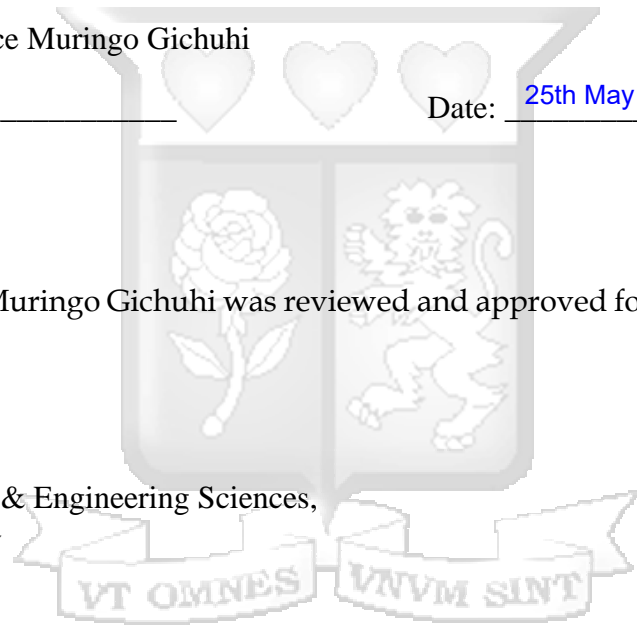 ce Muringo Gichuhi
Date: 25th May
Muringo Gichuhi was reviewed and approved fo
& Engineering Sciences,
VT OMNES VNVM SINT